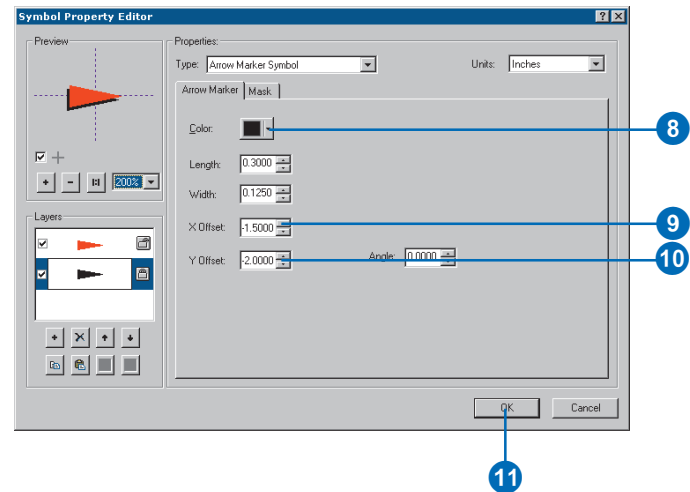 Symbol Property Editor
Preview
Properties:
Type: Arrow Marker Symbol
Units: Inches
Arrow Marker
Mask
Color:
8
+ - 1:1 200%
Length: 0.3000
Width: 0.1250
Layers
X Offset: -1.5000
9
Y Offset: -2.0000
Angle: 0.0000
10
OK
Cancel
11